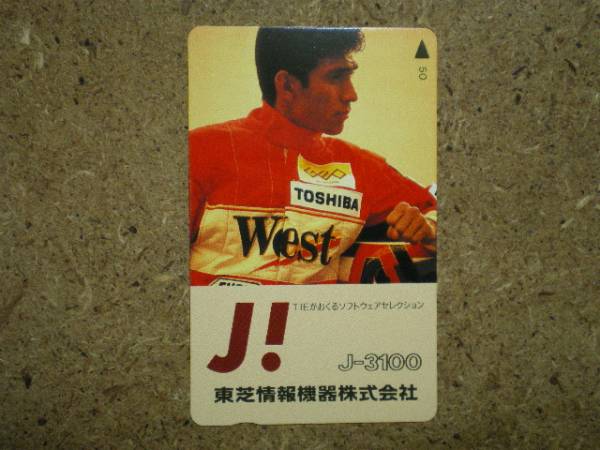 50
TOSHIBA
West
TIEがおくるソフトウェアセレクション
J!
J-3100
東芝情報機器株式会社